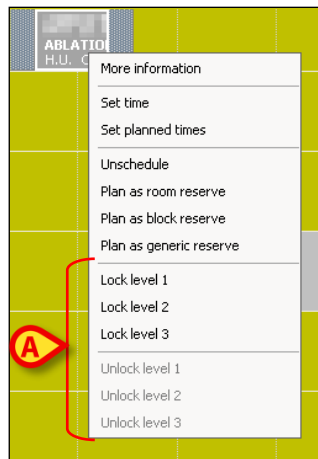 ABLATIO
H.U.
More information
Set time
Set planned times
Unschedule
Plan as room reserve
Plan as block reserve
Plan as generic reserve
Lock level 1
Lock level 2
Lock level 3
A
Unlock level 1
Unlock level 2
Unlock level 3